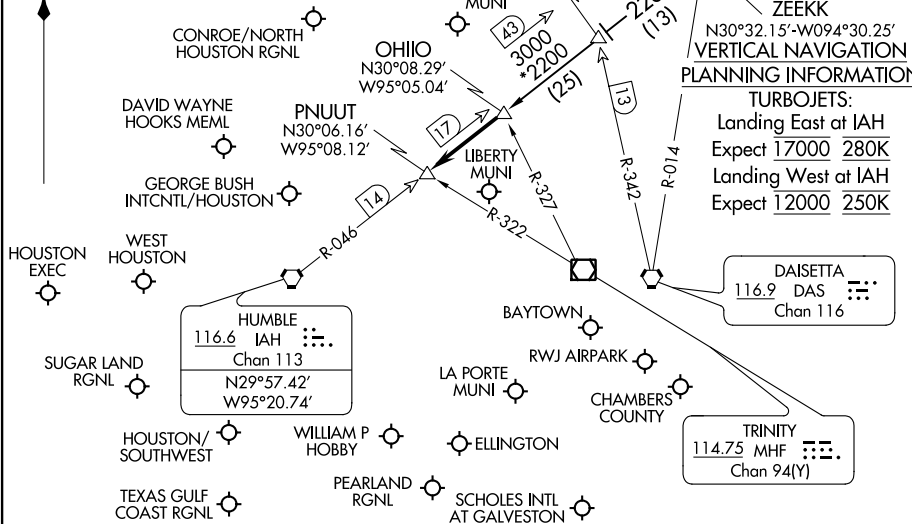 MUNI
CONROE/NORTH
HOUSTON RGNL
43
3000
*2200
(25)
220
(13)
ZEEKK
N30°32.15'-W094°30.25'
VERTICAL NAVIGATION
PLANNING INFORMATION
TURBOJETS:
Landing East at IAH
Expect 17000 280K
Landing West at IAH
Expect 12000 250K
OHIIO
N30°08.29'
W95°05.04'
DAVID WAYNE
HOOKS MEML
PNUUT
N30°06.16'
W95°08.12'
17
13
LIBERTY
MUNI
GEORGE BUSH
INTCNTL/HOUSTON
14
R-046
R-322
R-327
R-342
R-014
HOUSTON
EXEC
WEST
HOUSTON
HUMBLE
116.6 IAH
Chan 113
N29°57.42'
W95°20.74'
DAISETTA
116.9 DAS
Chan 116
BAYTOWN
RWJ AIRPARK
SUGAR LAND
RGNL
LA PORTE
MUNI
CHAMBERS
COUNTY
HOUSTON/
SOUTHWEST
WILLIAM P
HOBBY
ELLINGTON
TRINITY
114.75 MHF
Chan 94(Y)
PEARLAND
RGNL
TEXAS GULF
COAST RGNL
SCHOLES INTL
AT GALVESTON